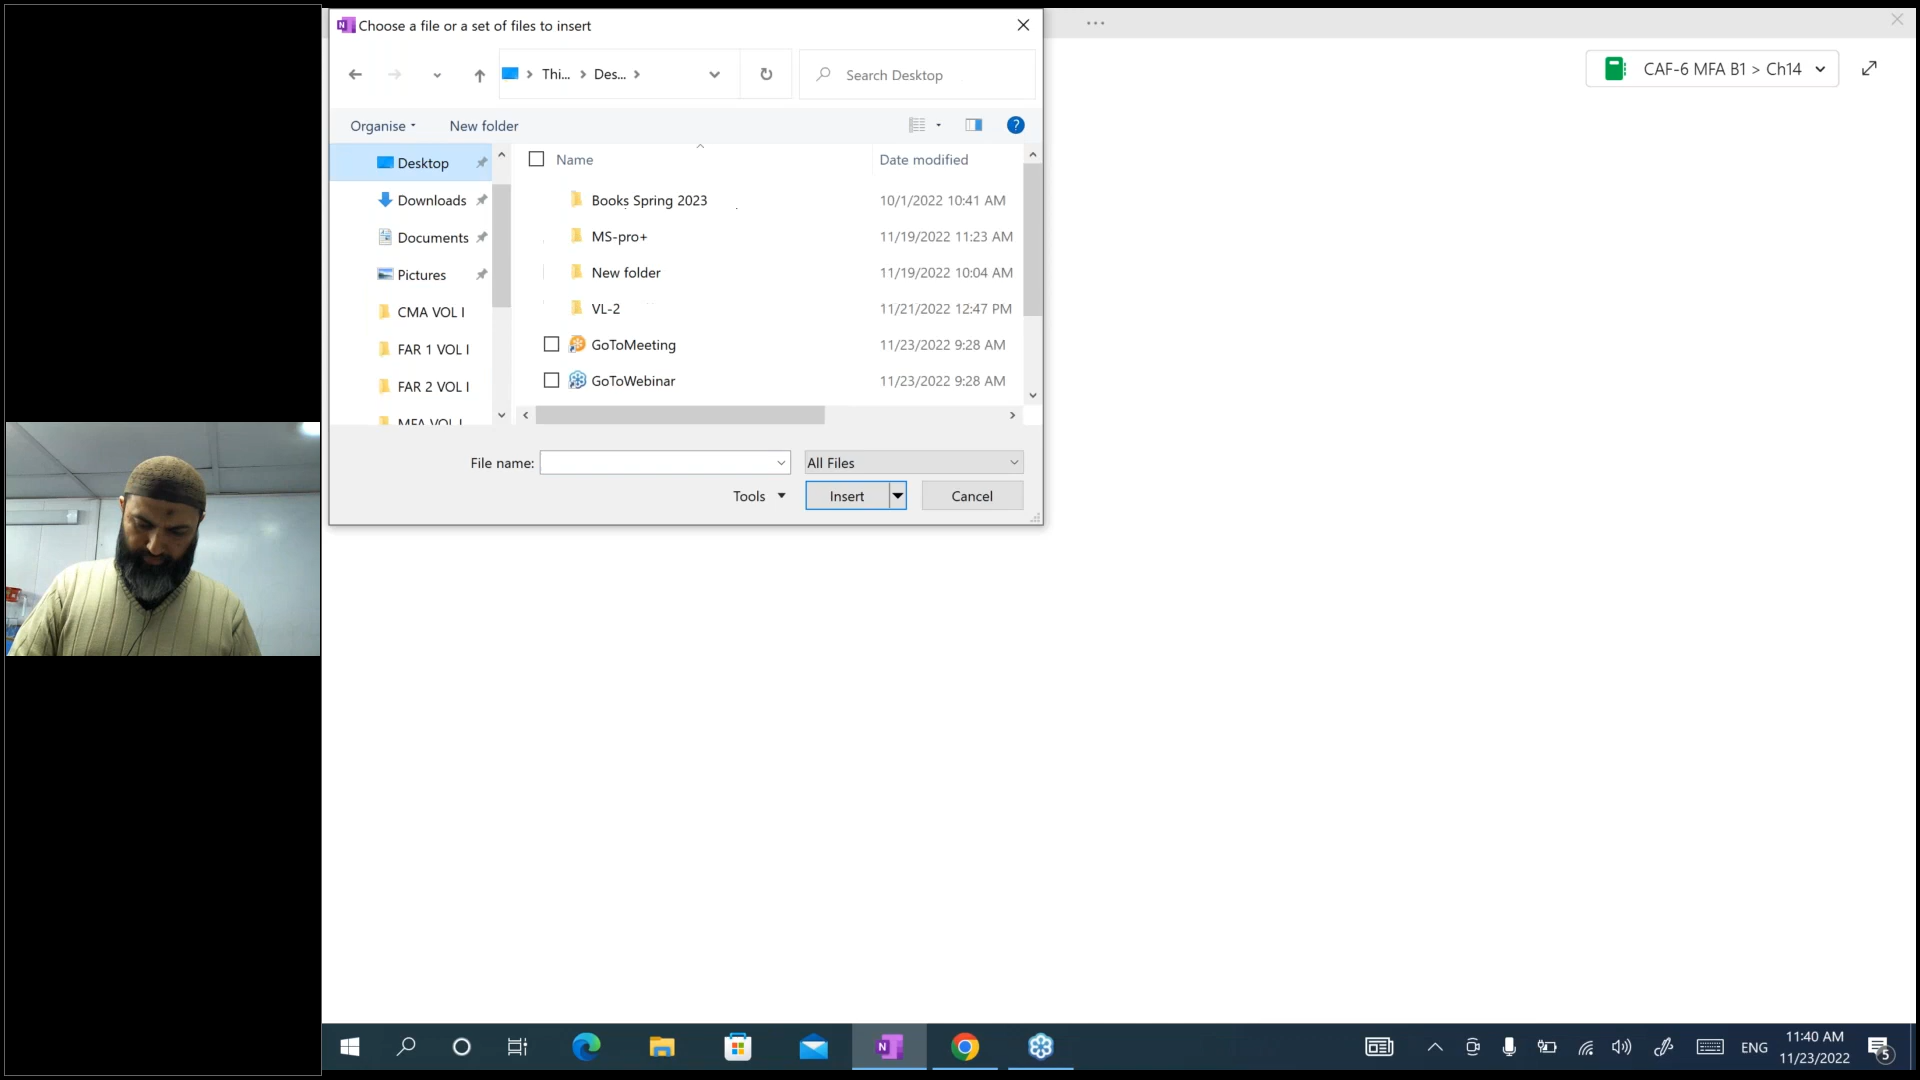 Choose a file or a set of files to insert
Thi... Des... Search Desktop
CAF-6 MFA B1 > Ch14
Organise New folder
Name Date modified
Desktop
Downloads
Documents
Pictures
CMA VOL I
FAR 1 VOL I
FAR 2 VOL I
MFA VOL I
Books Spring 2023 10/1/2022 10:41 AM
MS-pro+ 11/19/2022 11:23 AM
New folder 11/19/2022 10:04 AM
VL-2 11/21/2022 12:47 PM
GoToMeeting 11/23/2022 9:28 AM
GoToWebinar 11/23/2022 9:28 AM
File name: All Files
Tools Insert Cancel
ENG
11:40 AM
11/23/2022
5